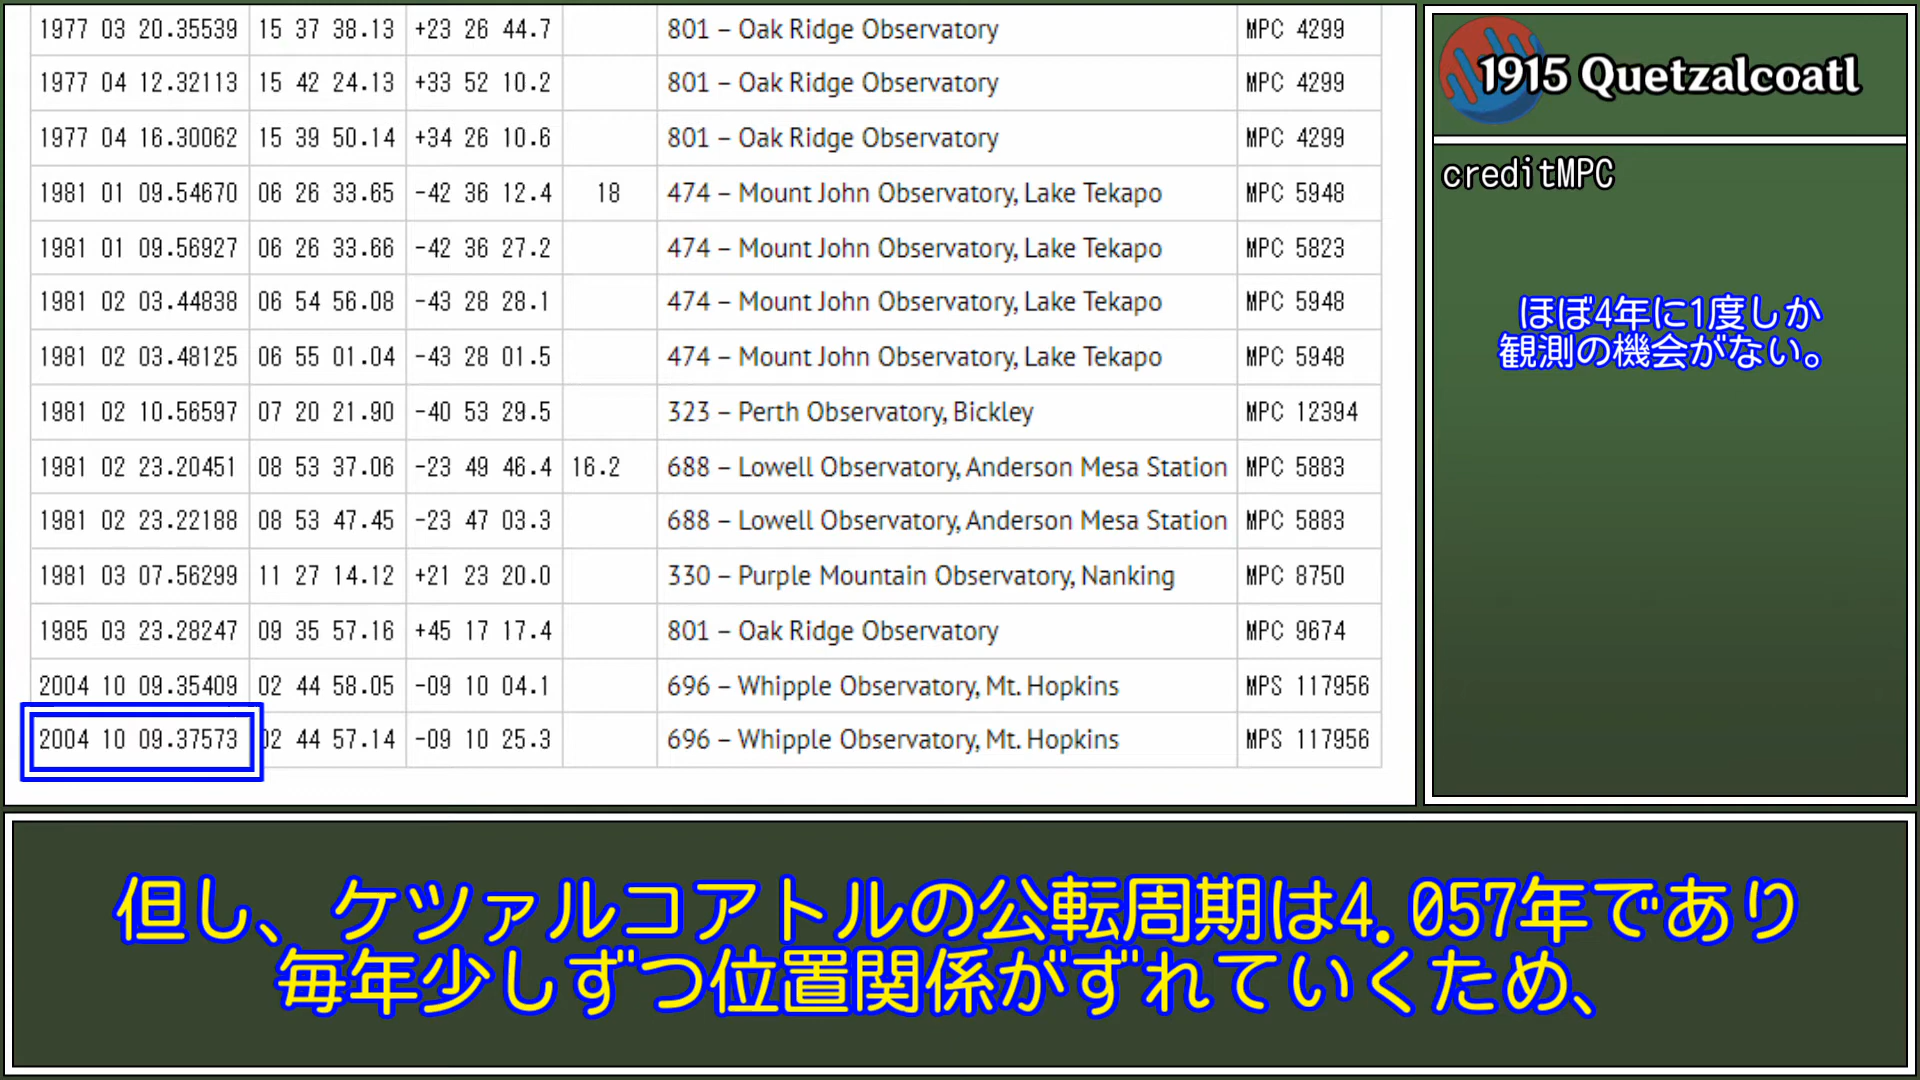 1977 03 20.35539 15 37 38.13 +23 26 44.7 801 – Oak Ridge Observatory MPC 4299
1977 04 12.32113 15 42 24.13 +33 52 10.2 801 – Oak Ridge Observatory MPC 4299
1977 04 16.30062 15 39 50.14 +34 26 10.6 801 – Oak Ridge Observatory MPC 4299
1981 01 09.54670 06 26 33.65 -42 36 12.4 18 474 – Mount John Observatory, Lake Tekapo MPC 5948
1981 01 09.56927 06 26 33.66 -42 36 27.2 474 – Mount John Observatory, Lake Tekapo MPC 5823
1981 02 03.44838 06 54 56.08 -43 28 28.1 474 – Mount John Observatory, Lake Tekapo MPC 5948
1981 02 03.48125 06 55 01.04 -43 28 01.5 474 – Mount John Observatory, Lake Tekapo MPC 5948
1981 02 10.56597 07 20 21.90 -40 53 29.5 323 – Perth Observatory, Bickley MPC 12394
1981 02 23.20451 08 53 37.06 -23 49 46.4 16.2 688 – Lowell Observatory, Anderson Mesa Station MPC 5883
1981 02 23.22188 08 53 47.45 -23 47 03.3 688 – Lowell Observatory, Anderson Mesa Station MPC 5883
1981 03 07.56299 11 27 14.12 +21 23 20.0 330 – Purple Mountain Observatory, Nanking MPC 8750
1985 03 23.28247 09 35 57.16 +45 17 17.4 801 – Oak Ridge Observatory MPC 9674
2004 10 09.35409 02 44 58.05 -09 10 04.1 696 – Whipple Observatory, Mt. Hopkins MPS 117956
2004 10 09.37573 02 44 57.14 -09 10 25.3 696 – Whipple Observatory, Mt. Hopkins MPS 117956
1915 Quetzalcoatl
creditMPC
ほぼ4年に1度しか
観測の機会がない。
但し、ケツァルコアトルの公転周期は4.057年であり
毎年少しずつ位置関係がずれていくため、